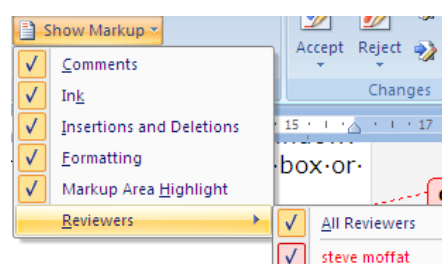 Show Markup
Accept Reject
Changes
Comments
Ink
Insertions and Deletions
15 17
Formatting
box·or·
Markup Area Highlight
Reviewers
All Reviewers
steve moffat